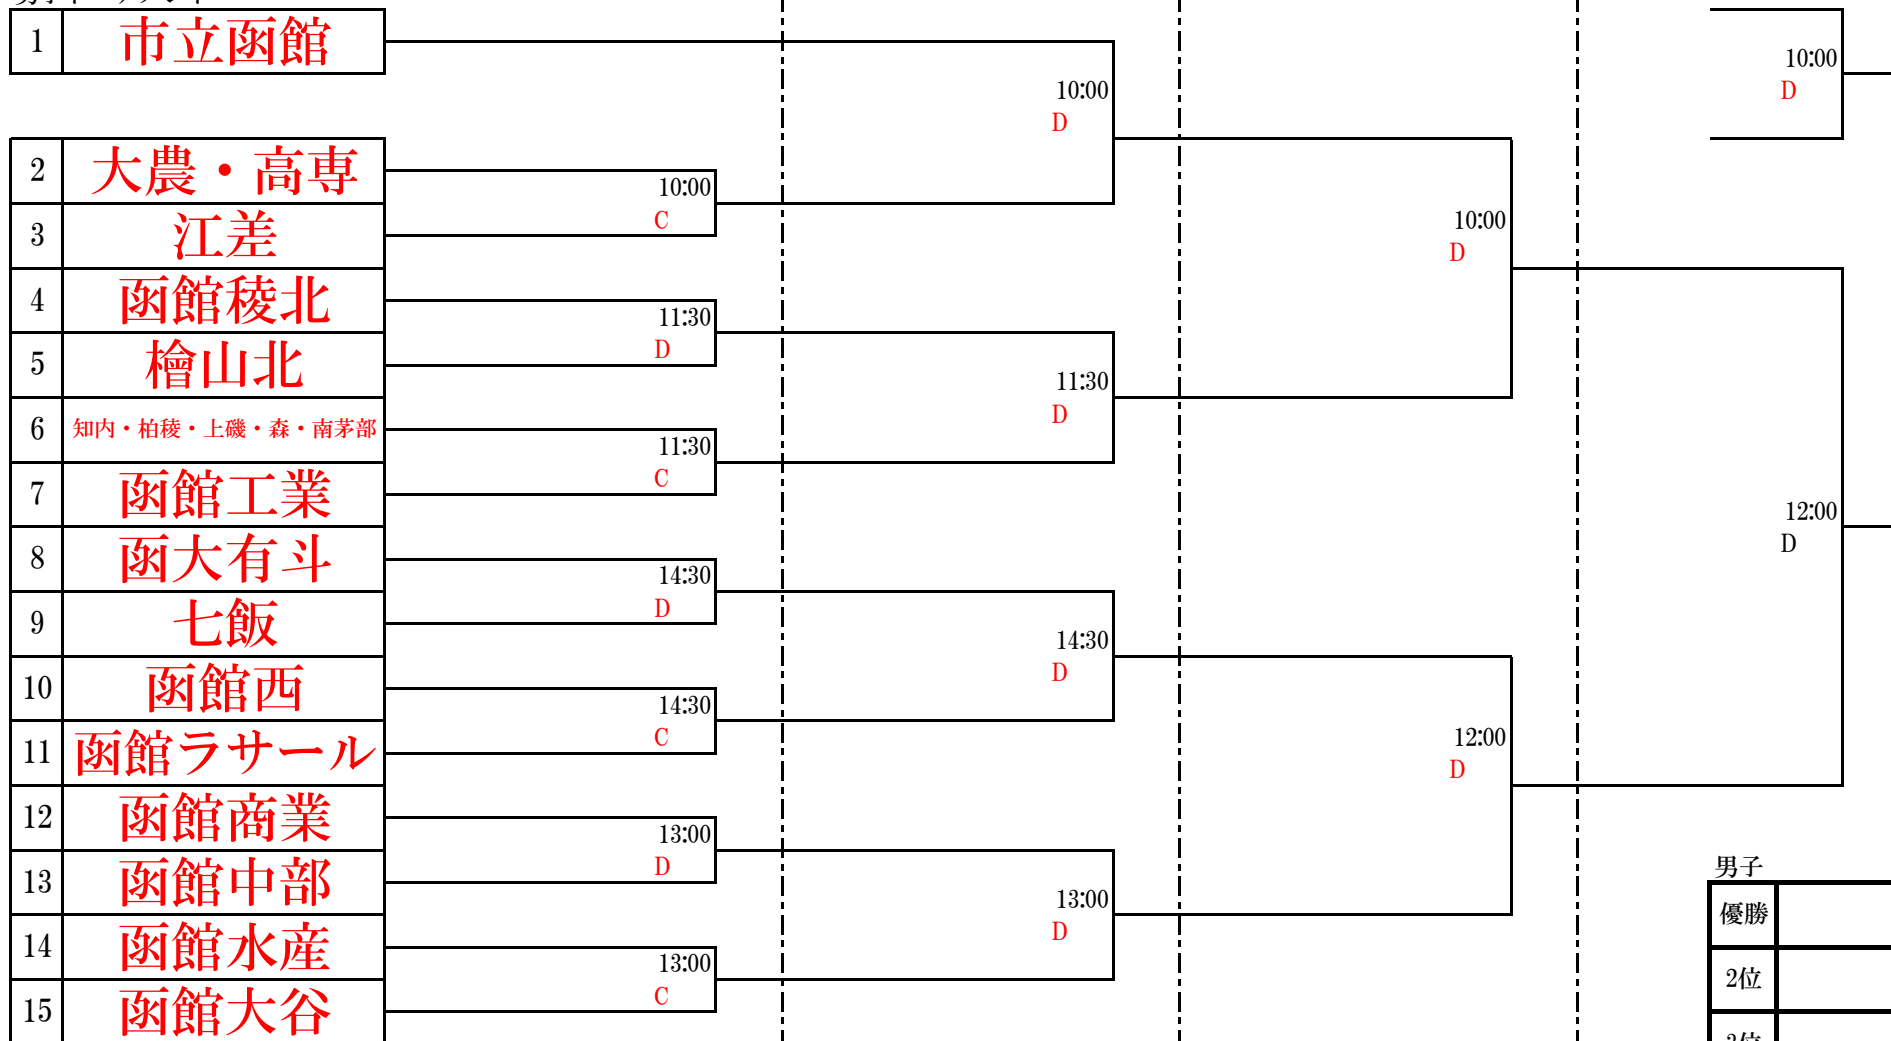 1 市立函館
2 大農・高専
3 江差
4 函館稜北
5 檜山北
6 知内・柏稜・上磯・森・南茅部
7 函館工業
8 函大有斗
9 七飯
10 函館西
11 函館ラサール
12 函館商業
13 函館中部
14 函館水産
15 函館大谷
10:00
C
11:30
D
11:30
C
14:30
D
14:30
C
13:00
D
13:00
C
10:00
D
11:30
D
14:30
D
13:00
D
10:00
D
12:00
D
10:00
D
12:00
D
男子
優勝
2位